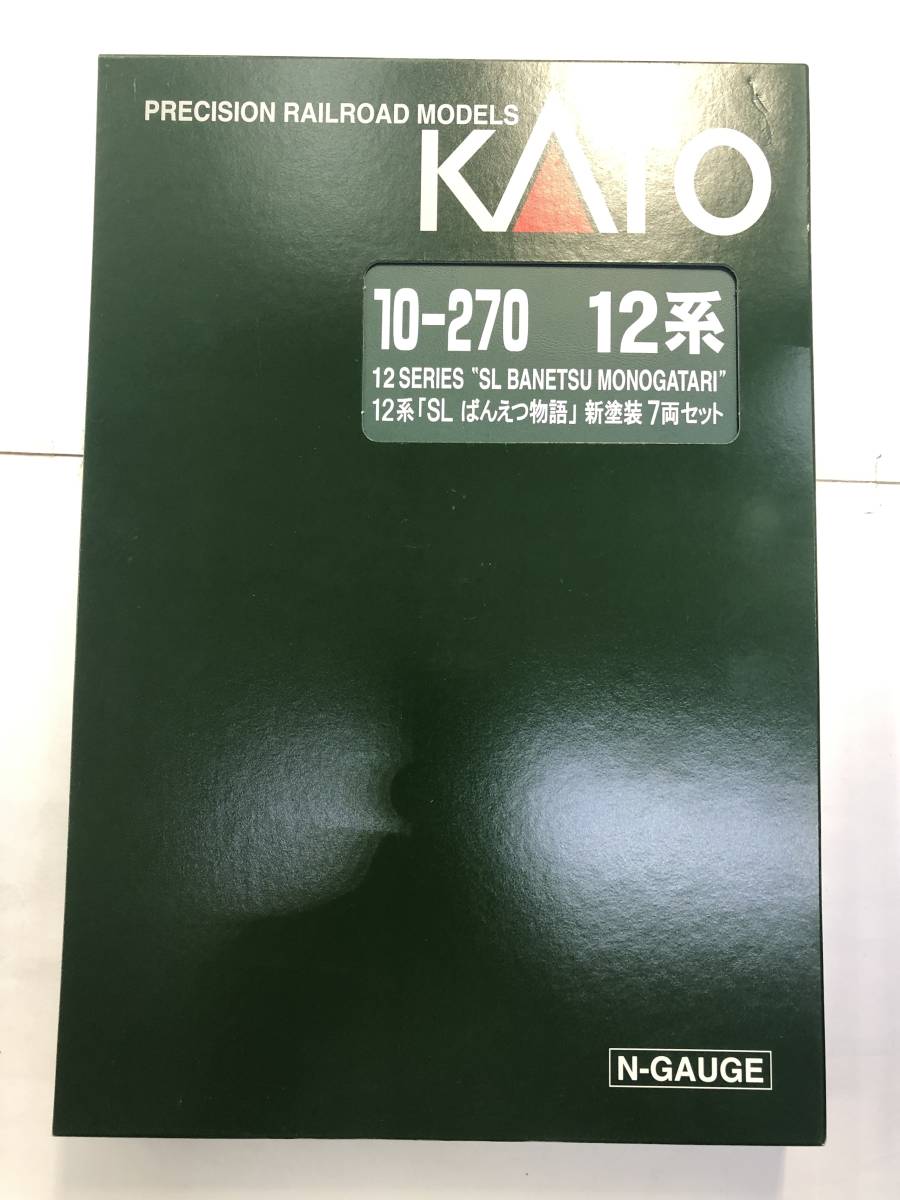 PRECISION RAILROAD MODELS
KATO
10-270 12系
12 SERIES "SL BANETSU MONOGATARI"
12系「SL ばんえつ物語」 新塗装 7両セット
N-GAUGE